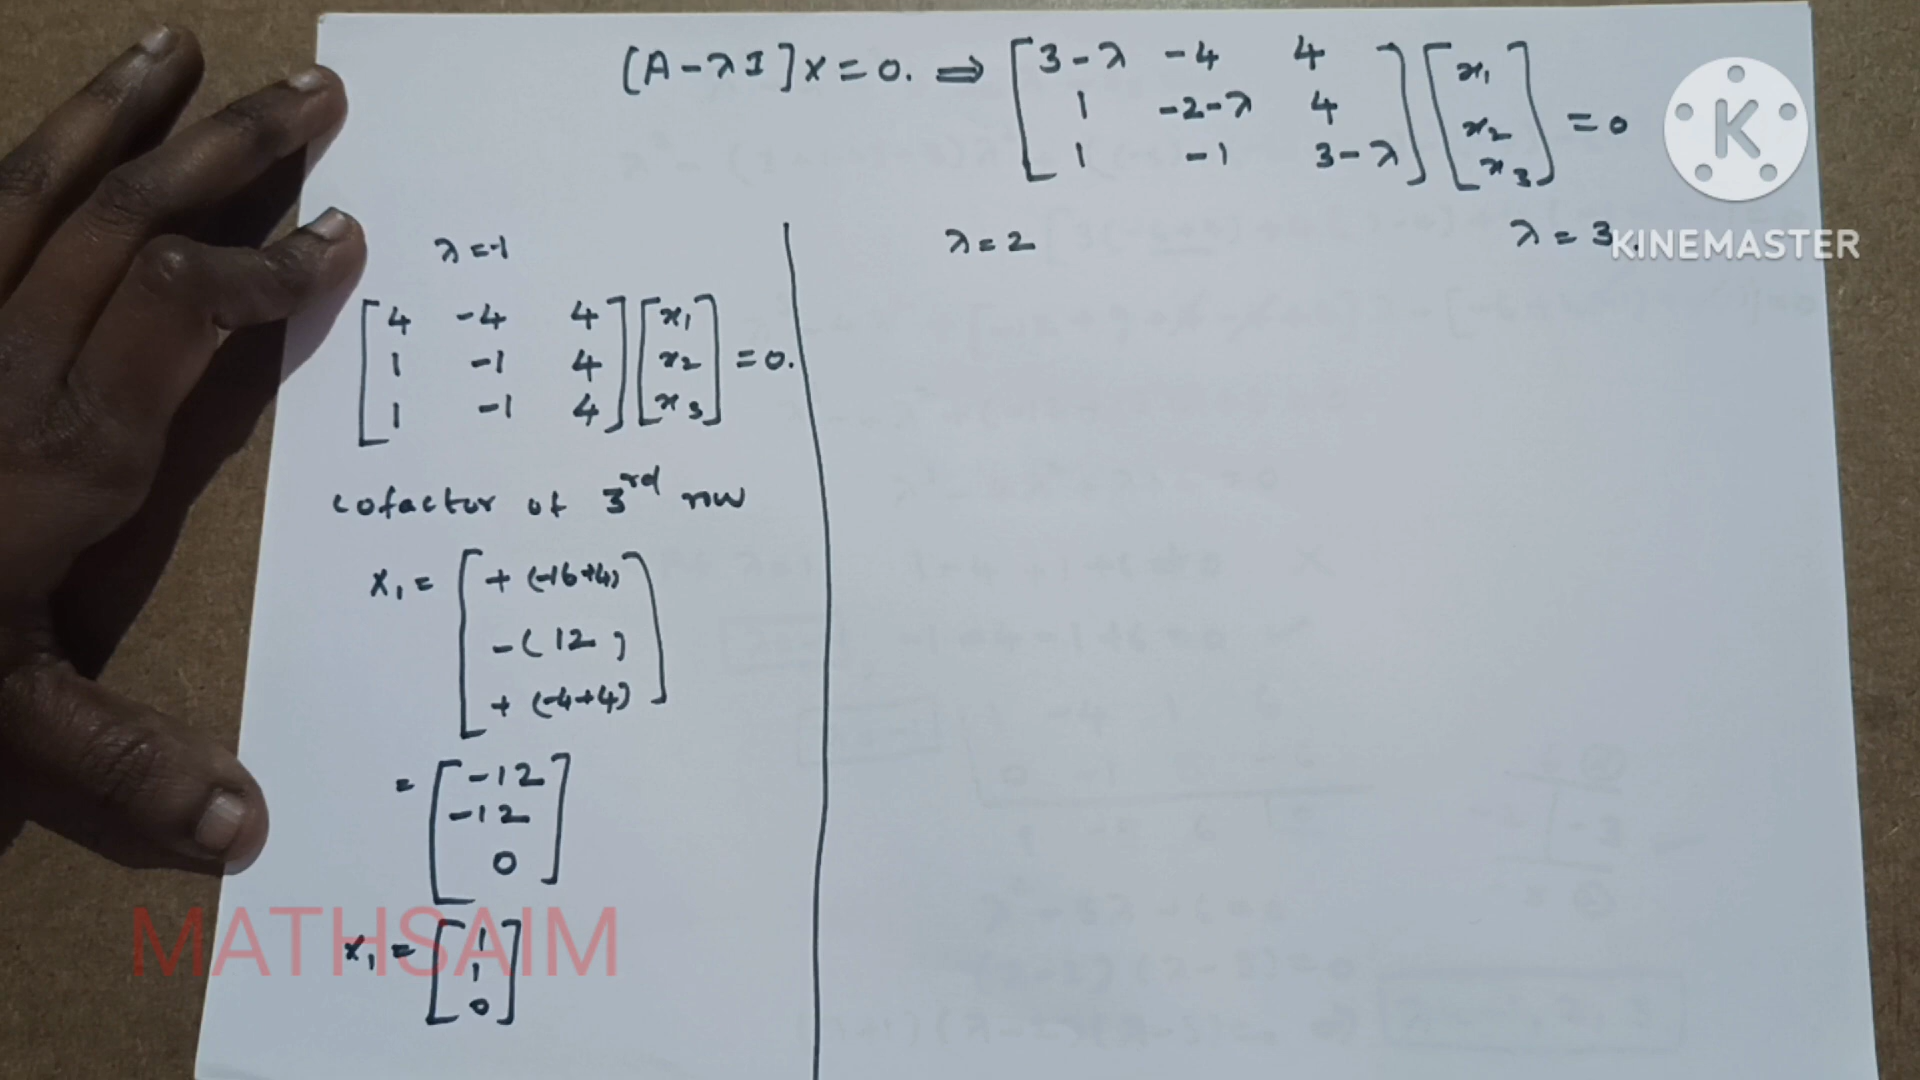 [A-λI]x=0. ⇒ [3-λ -4 4] [x₁]
1 -2-λ 4 x₂ =0
1 -1 3-λ x₃
K
KINEMASTER
λ=-1 λ=2 λ=3.
[4 -4 4] [x₁]
1 -1 4 x₂ =0.
1 -1 4 x₃
cofactor of 3rd row
x₁= [+(-16+4)
-(12)
+(-4+4)]
= [-12
-12
0]
x₁= [1
1
0]
MATHSAIM